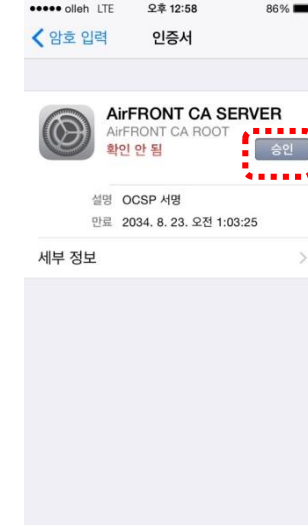 olleh LTE 오후 12:58 86%
암호 입력 인증서
AirFRONT CA SERVER
AirFRONT CA ROOT
확인 안 됨
승인
설명 OCSP 서명
만료 2034. 8. 23. 오전 1:03:25
세부 정보